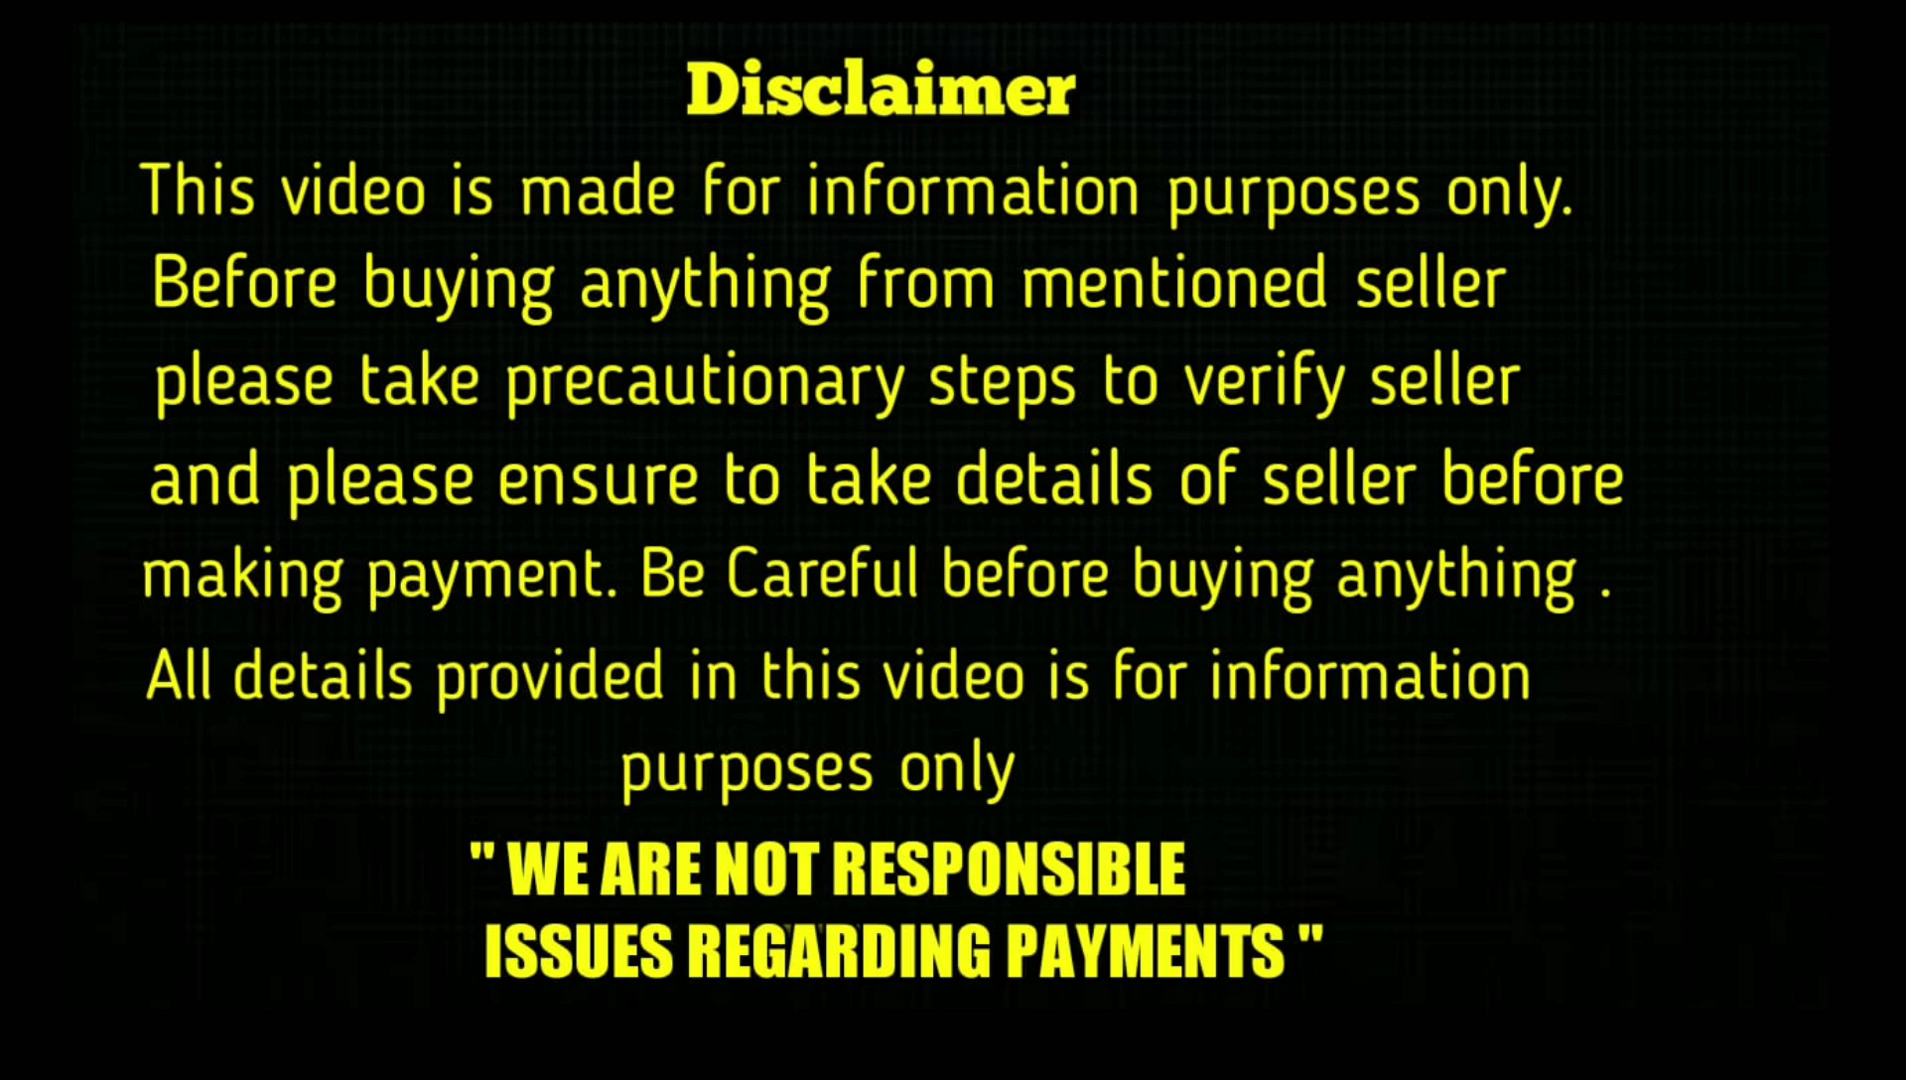 Disclaimer
This video is made for information purposes only.
Before buying anything from mentioned seller
please take precautionary steps to verify seller
and please ensure to take details of seller before
making payment. Be Careful before buying anything .
All details provided in this video is for information
purposes only
" WE ARE NOT RESPONSIBLE
ISSUES REGARDING PAYMENTS "